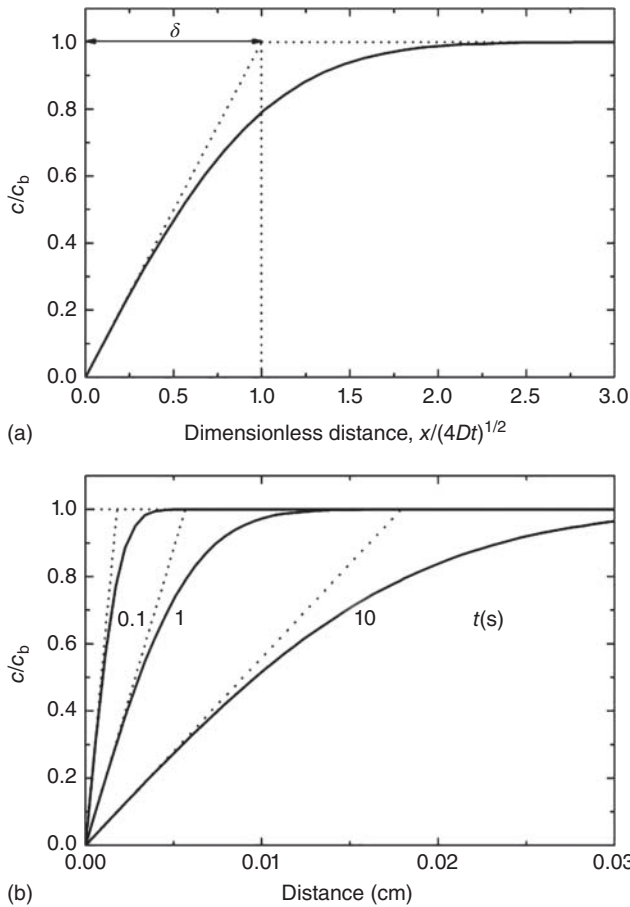 δ
1.0
0.8
0.6
0.4
0.2
0.0
c/c_b
0.0 0.5 1.0 1.5 2.0 2.5 3.0
(a) Dimensionless distance, x/(4Dt)^{1/2}
1.0
0.8
0.6
0.4
0.2
0.0
c/c_b
0.1 1 10 t(s)
0.00 0.01 0.02 0.03
(b) Distance (cm)